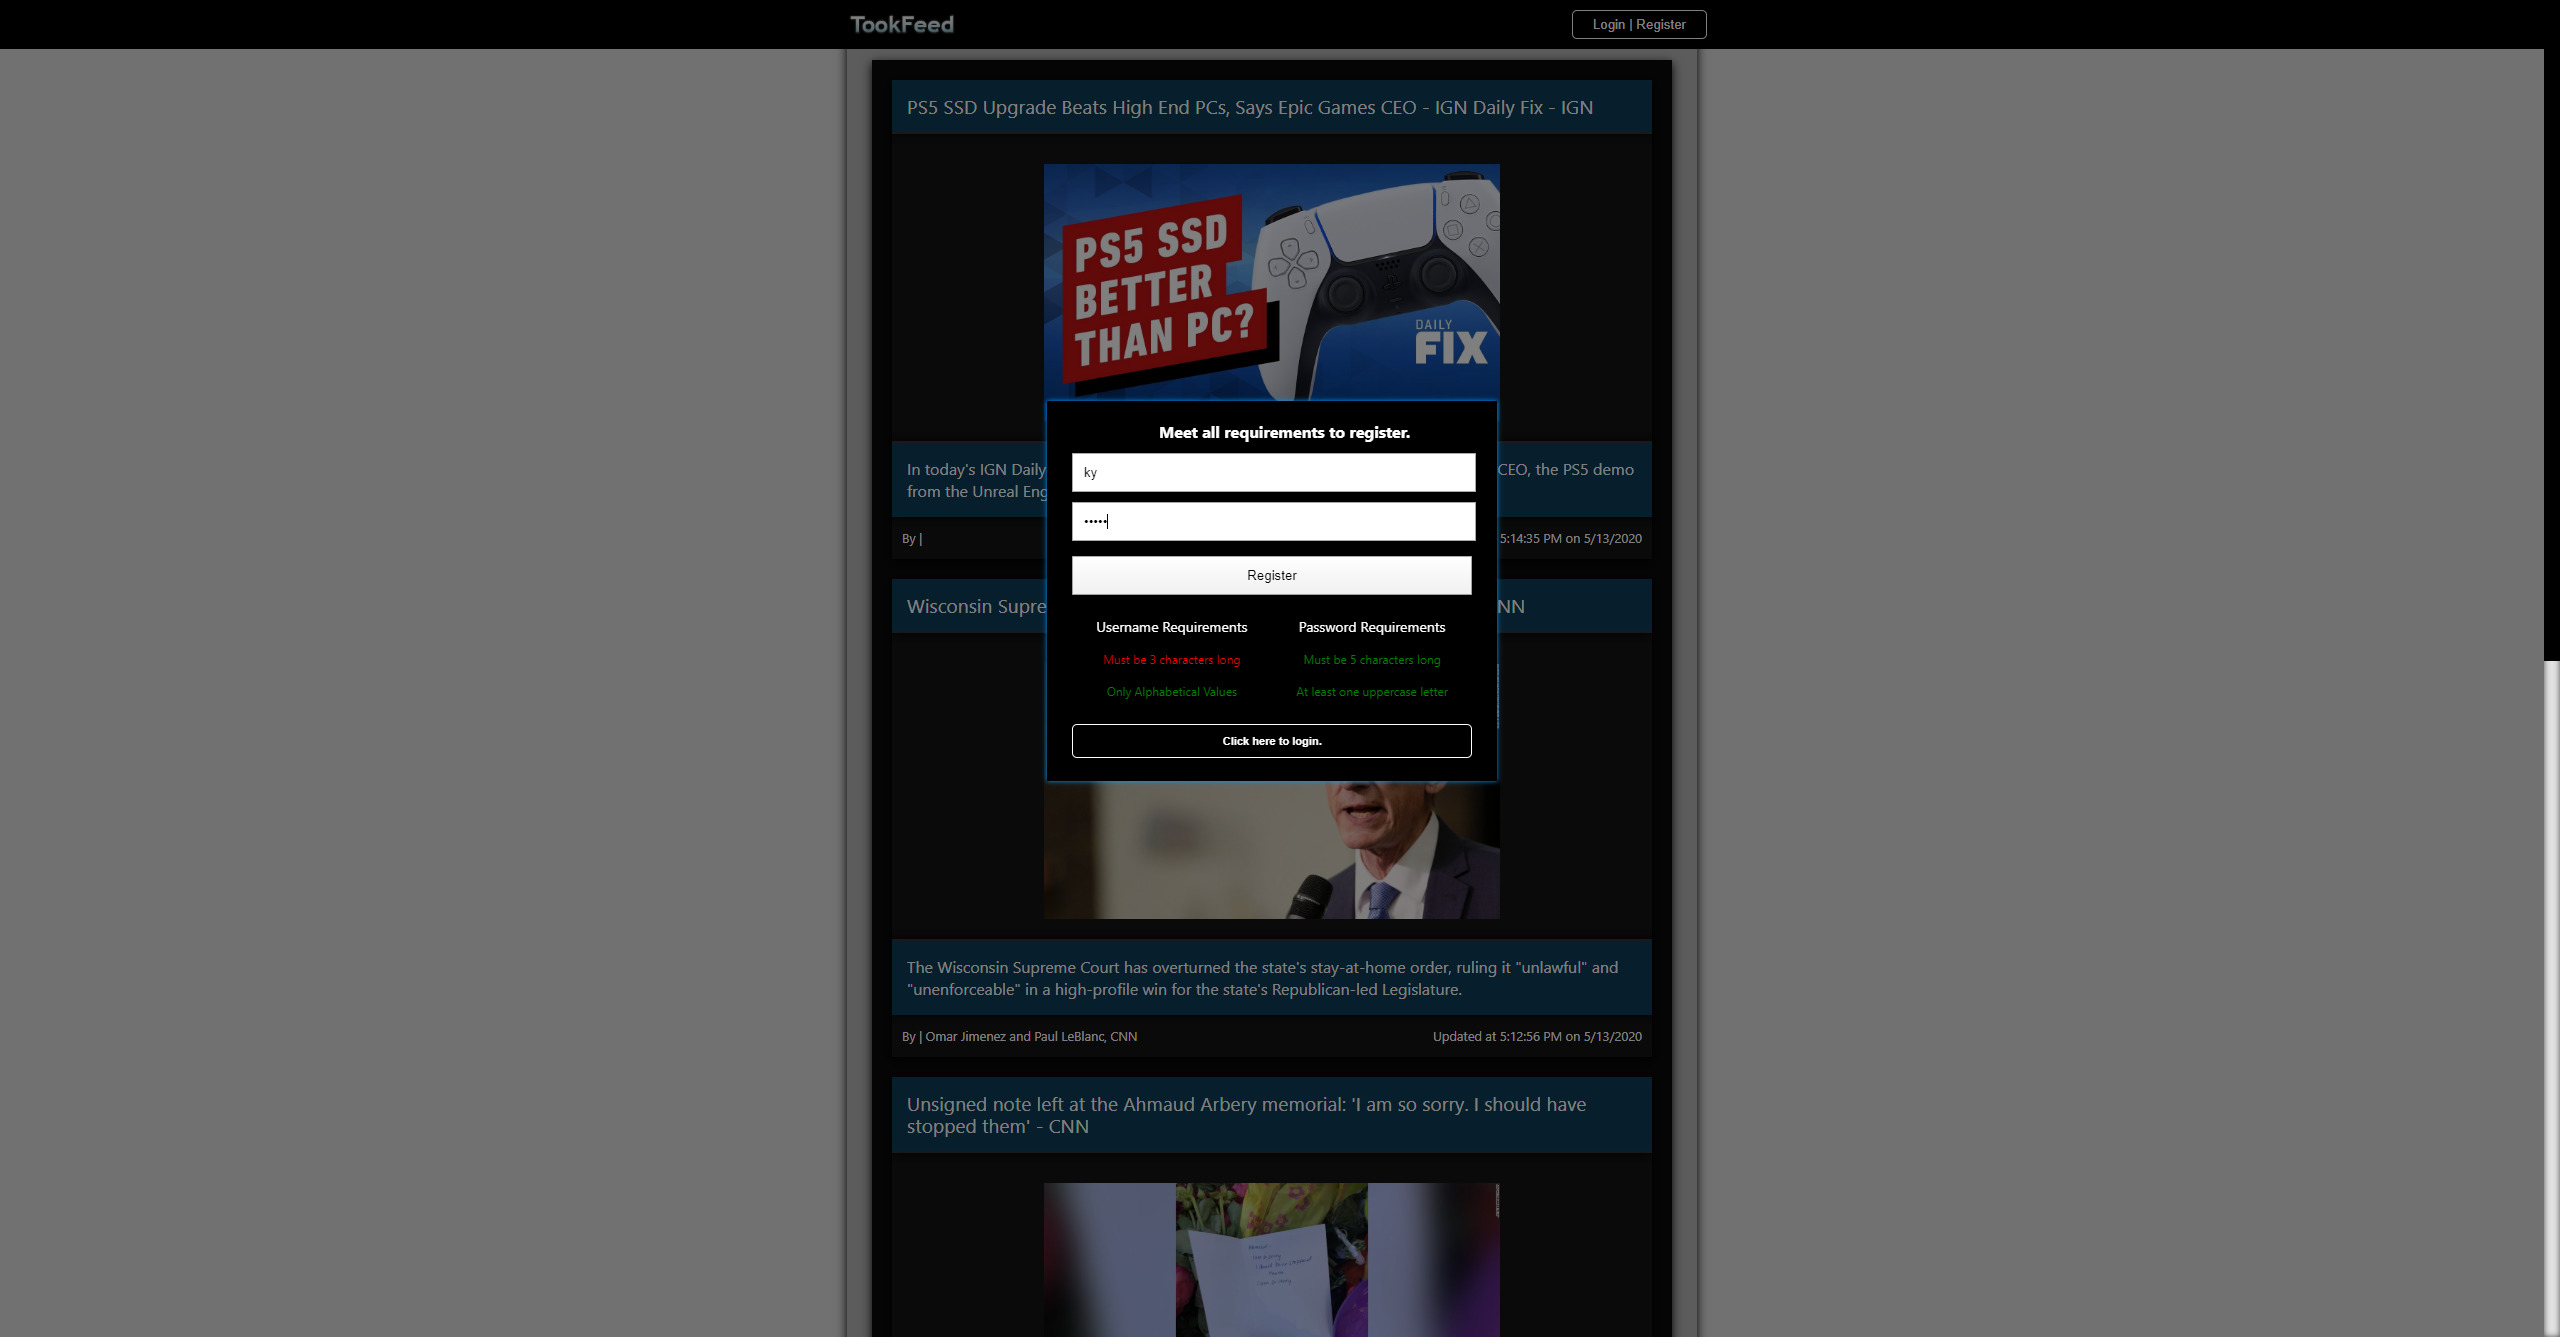 TookFeed
Login | Register
PS5 SSD Upgrade Beats High End PCs, Says Epic Games CEO - IGN Daily Fix - IGN
PS5 SSD
BETTER
THAN PC?
DAILY
FIX
In today's IGN Daily
CEO, the PS5 demo
from the Unreal Eng
By |
5:14:35 PM on 5/13/2020
Meet all requirements to register.
ky
•••••
Register
Username Requirements
Password Requirements
Must be 3 characters long
Must be 5 characters long
Only Alphabetical Values
At least one uppercase letter
Click here to login.
Wisconsin Supre
NN
The Wisconsin Supreme Court has overturned the state's stay-at-home order, ruling it "unlawful" and
"unenforceable" in a high-profile win for the state's Republican-led Legislature.
By | Omar Jimenez and Paul LeBlanc, CNN
Updated at 5:12:56 PM on 5/13/2020
Unsigned note left at the Ahmaud Arbery memorial: 'I am so sorry. I should have
stopped them' - CNN